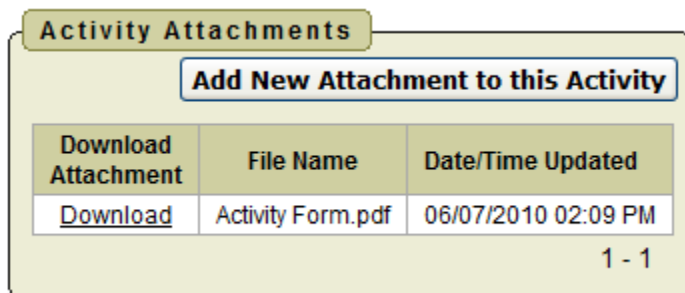 Activity Attachments
Add New Attachment to this Activity
Download Attachment File Name Date/Time Updated
Download Activity Form.pdf 06/07/2010 02:09 PM
1 - 1